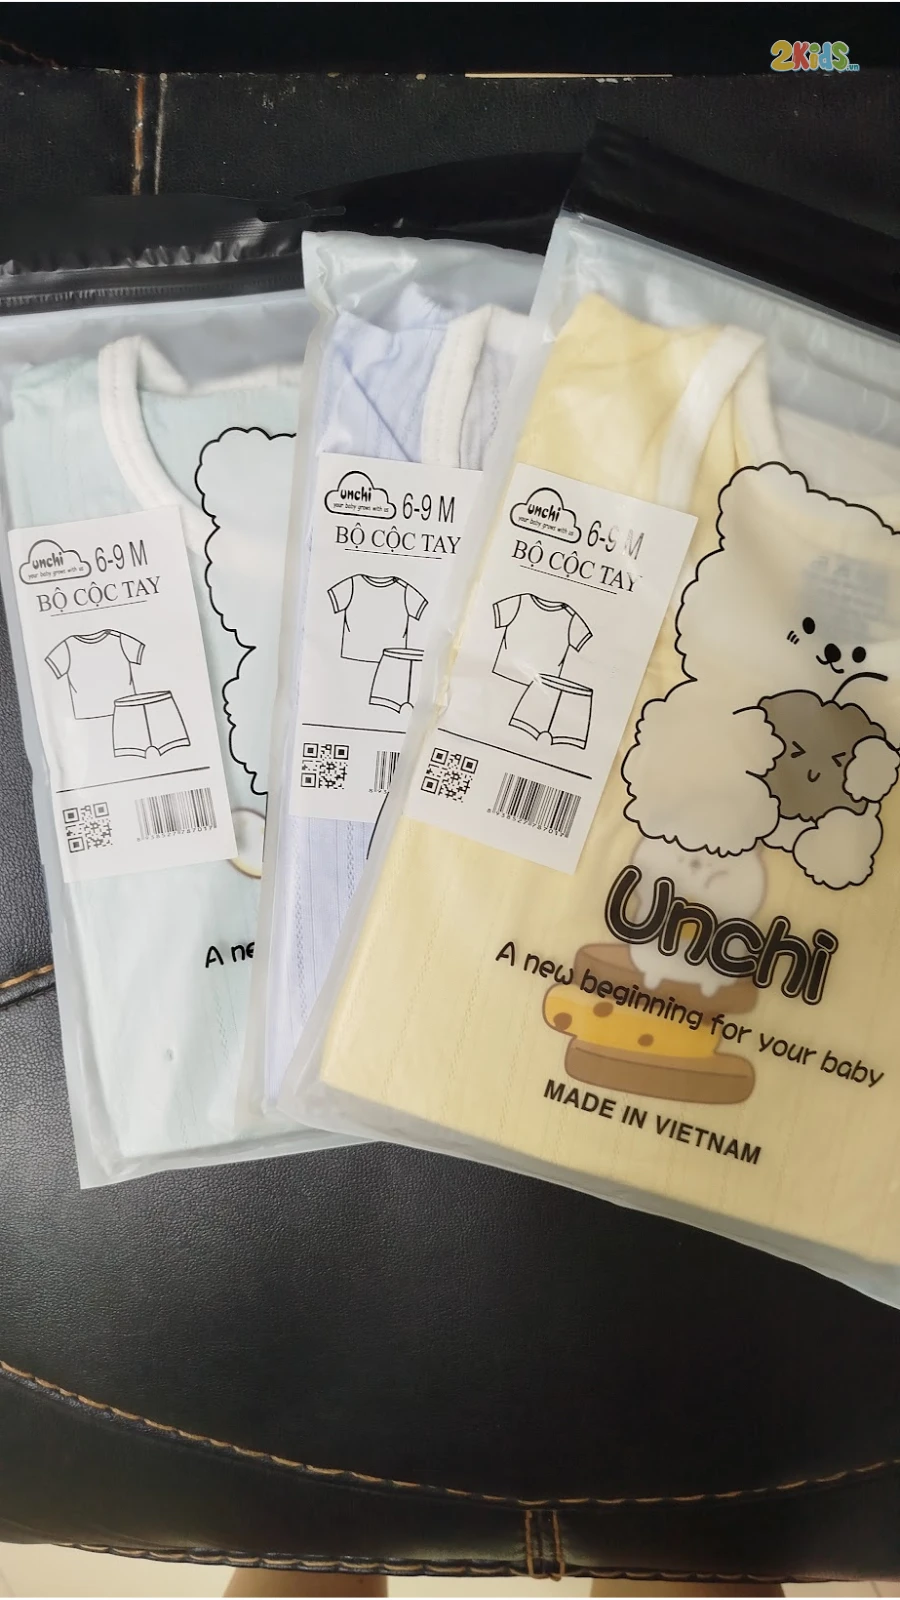 2Kids.vn
unchi
your baby grows with us
6-9 M
BỘ CỘC TAY
unchi
your baby grows with us
6-9 M
BỘ CỘC TAY
unchi
your baby grows with us
6-9 M
BỘ CỘC TAY
A ne
Unchi
A new beginning for your baby
MADE IN VIETNAM